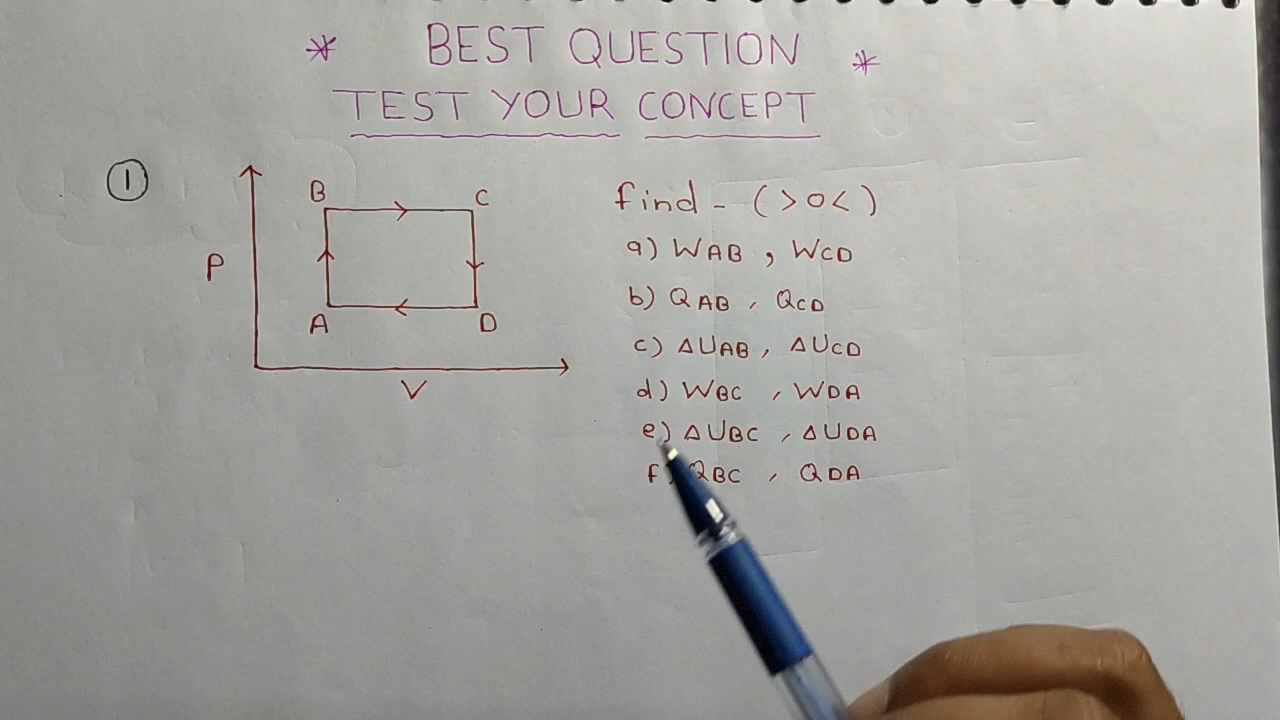 * BEST QUESTION *
TEST YOUR CONCEPT
①
B
C
P
A
D
V
find - ( > 0 < )
a) WAB , WCD
b) QAB , QCD
c) ΔUAB , ΔUCD
d) WBC , WDA
e) ΔUBC , ΔUDA
f) QBC , QDA